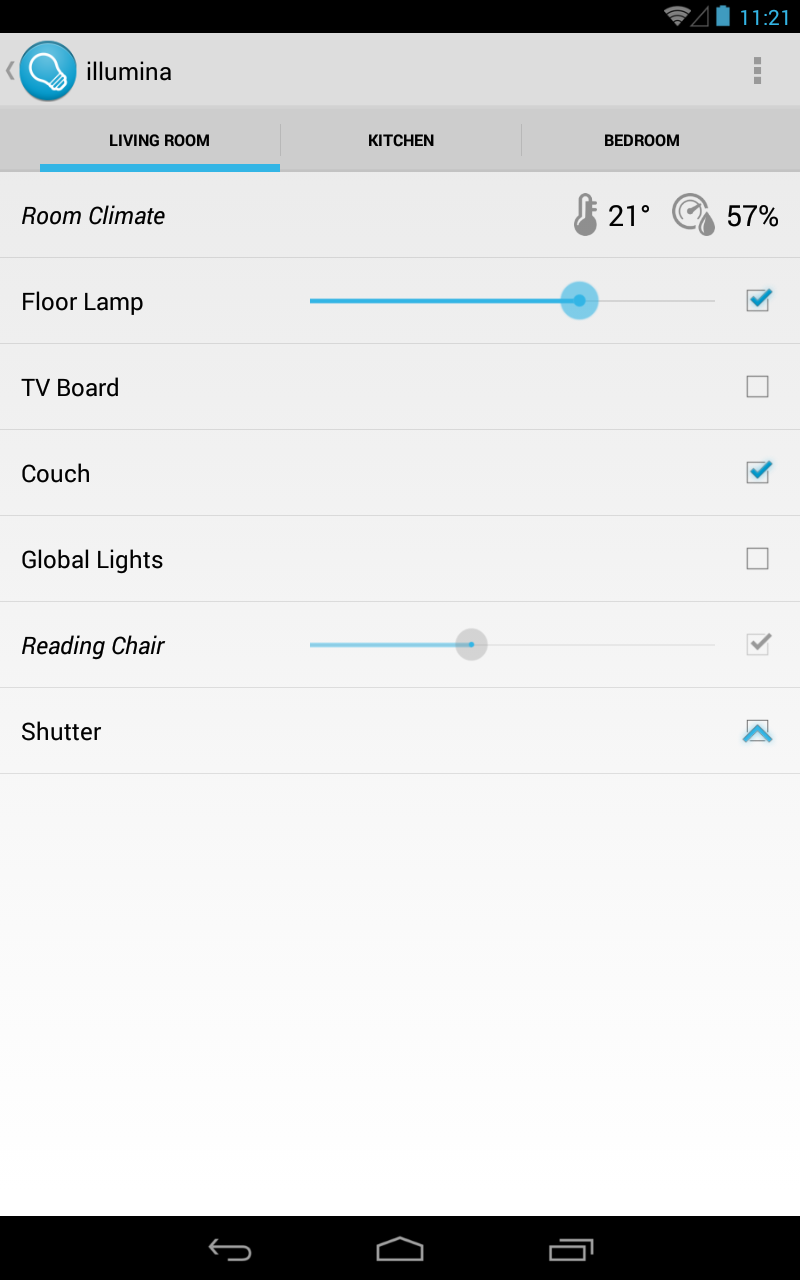 11:21
illumina
LIVING ROOM KITCHEN BEDROOM
Room Climate 21° 57%
Floor Lamp
TV Board
Couch
Global Lights
Reading Chair
Shutter